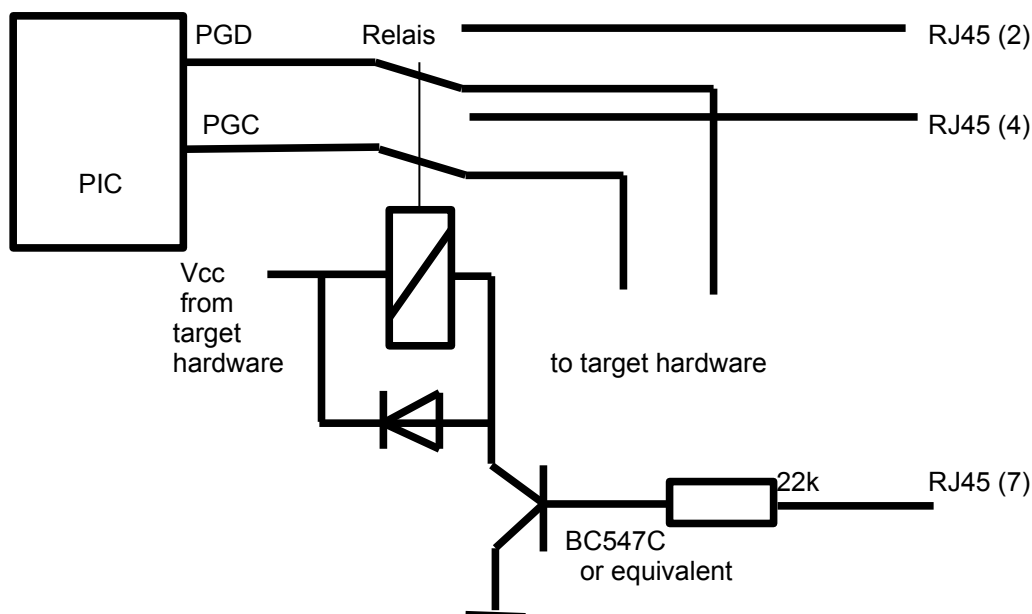 PGD
Relais
RJ45 (2)
PGC
RJ45 (4)
PIC
Vcc
from
target
hardware
to target hardware
22k
RJ45 (7)
BC547C
or equivalent